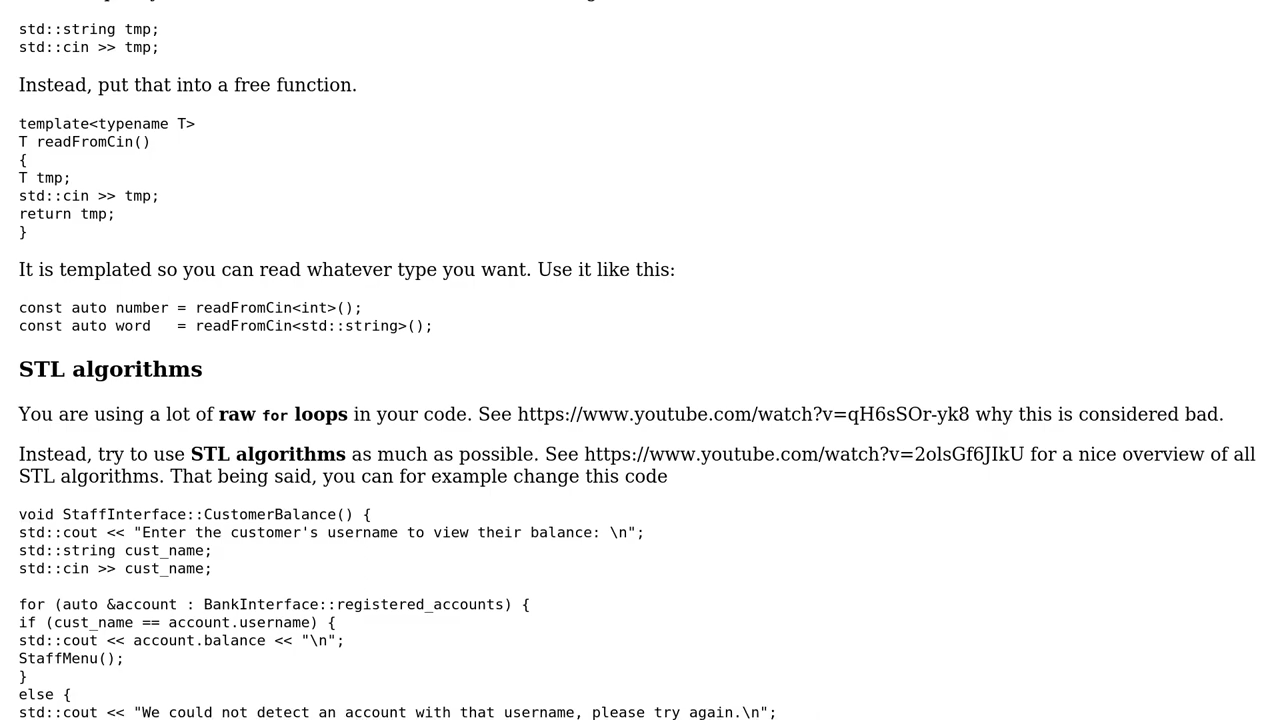 std::string tmp;
std::cin >> tmp;
Instead, put that into a free function.
template<typename T>
T readFromCin()
{
T tmp;
std::cin >> tmp;
return tmp;
}
It is templated so you can read whatever type you want. Use it like this:
const auto number = readFromCin<int>();
const auto word   = readFromCin<std::string>();
STL algorithms
You are using a lot of raw for loops in your code. See https://www.youtube.com/watch?v=qH6sSOr-yk8 why this is considered bad.
Instead, try to use STL algorithms as much as possible. See https://www.youtube.com/watch?v=2olsGf6JIkU for a nice overview of all
STL algorithms. That being said, you can for example change this code
void StaffInterface::CustomerBalance() {
std::cout << "Enter the customer's username to view their balance: \n";
std::string cust_name;
std::cin >> cust_name;
for (auto &account : BankInterface::registered_accounts) {
if (cust_name == account.username) {
std::cout << account.balance << "\n";
StaffMenu();
}
else {
std::cout << "We could not detect an account with that username, please try again.\n";